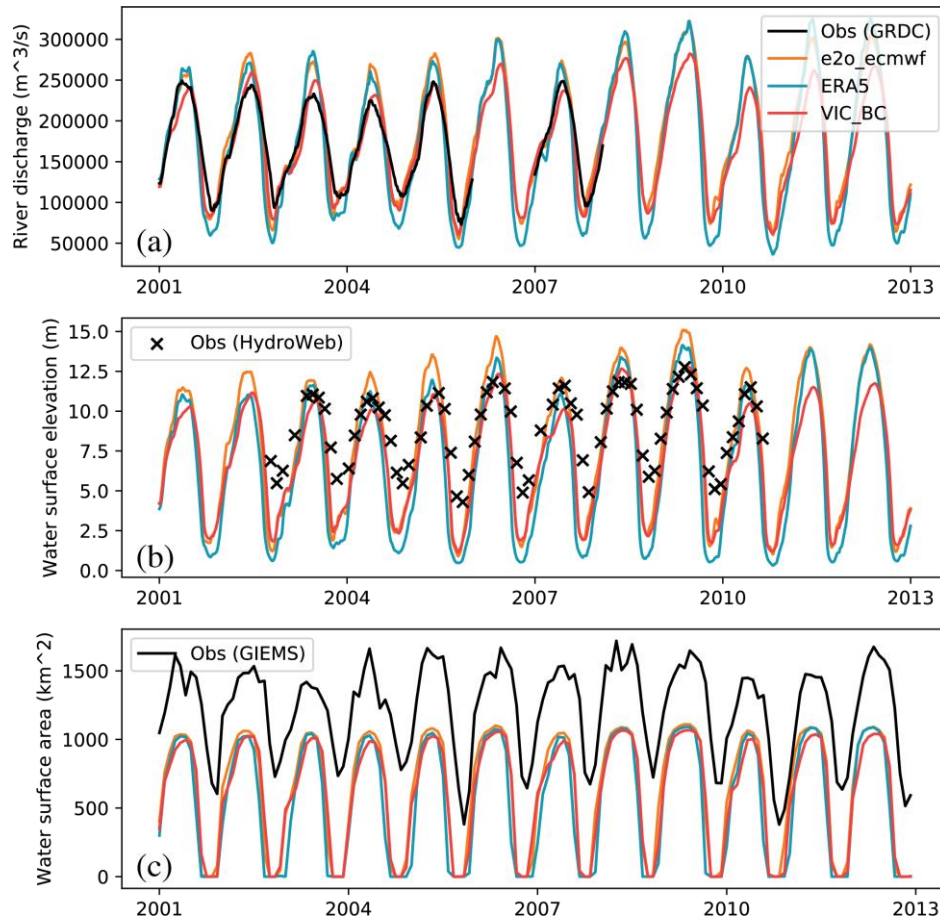 River discharge (m^3/s)
300000
250000
200000
150000
100000
50000
Obs (GRDC)
e2o_ecmwf
ERA5
VIC_BC
(a)
2001
2004
2007
2010
2013
Water surface elevation (m)
15.0
12.5
10.0
7.5
5.0
2.5
0.0
Obs (HydroWeb)
(b)
2001
2004
2007
2010
2013
Water surface area (km^2)
1500
1000
500
0
Obs (GIEMS)
(c)
2001
2004
2007
2010
2013